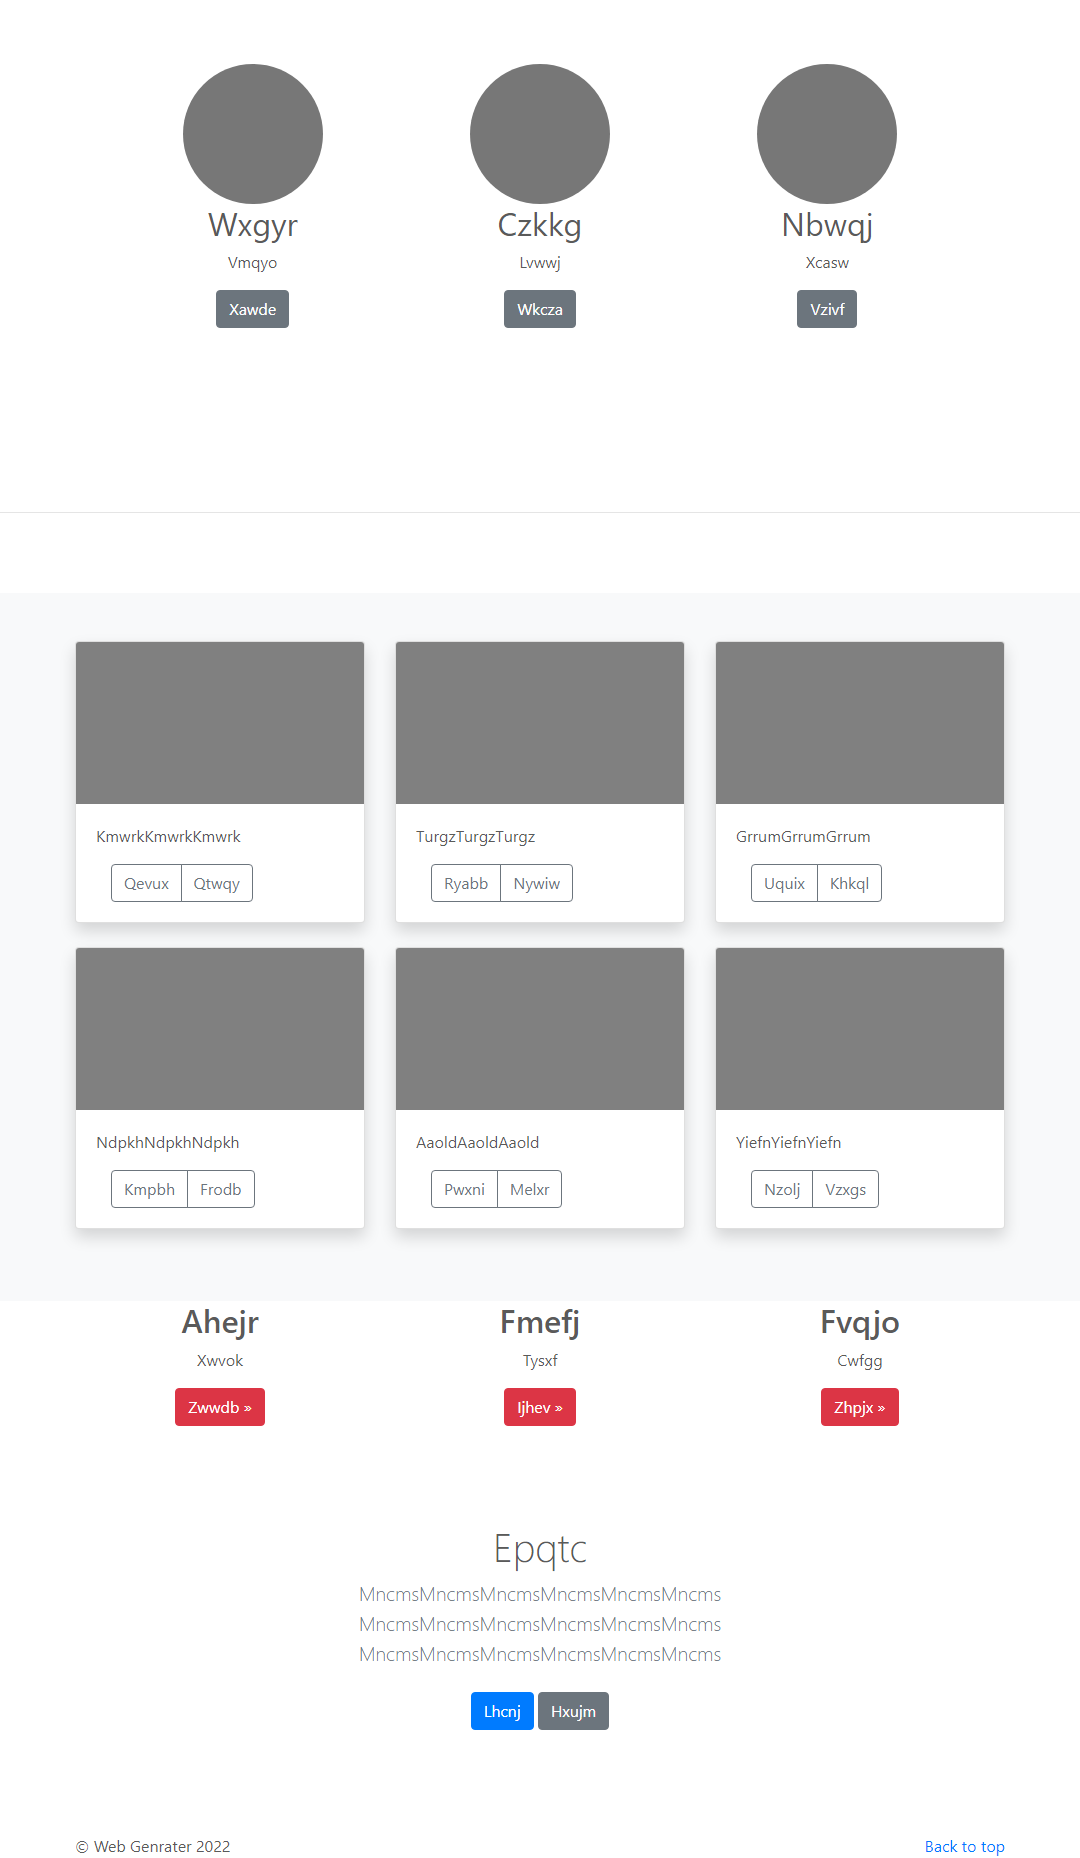 Wxgyr
Czkkg
Nbwqj
Vmqyo
Lvwwj
Xcasw
Xawde
Wkcza
Vzivf
KmwrkKmwrkKmwrk
TurgzTurgzTurgz
GrrumGrrumGrrum
Qevux Qtwqy
Ryabb Nywiw
Uquix Khkql
NdpkhNdpkhNdpkh
AaoldAaoldAaold
YiefnYiefnYiefn
Kmpbh Frodb
Pwxni Melxr
Nzolj Vzxgs
Ahejr
Fmefj
Fvqjo
Xwvok
Tysxf
Cwfgg
Zwwdb »
Ijhev »
Zhpjx »
Epqtc
MncmsMncmsMncmsMncmsMncmsMncms
MncmsMncmsMncmsMncmsMncmsMncms
MncmsMncmsMncmsMncmsMncmsMncms
Lhcnj Hxujm
© Web Genrater 2022
Back to top